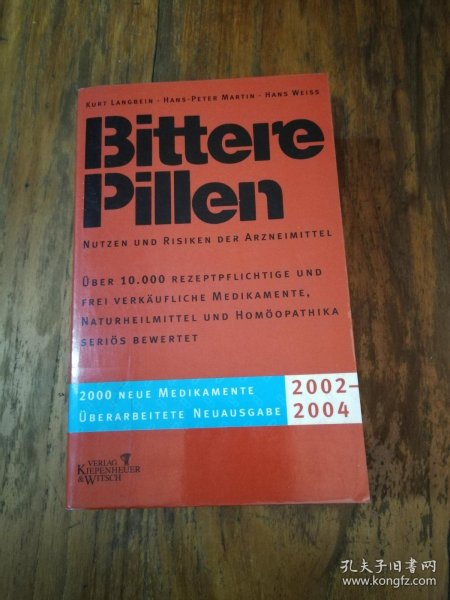 KURT LANGBEIN · HANS-PETER MARTIN · HANS WEISS
Bittere
Pillen
NUTZEN UND RISIKEN DER ARZNEIMITTEL
ÜBER 10.000 REZEPTPFLICHTIGE UND
FREI VERKÄUFLICHE MEDIKAMENTE,
NATURHEILMITTEL UND HOMÖOPATHIKA
SERIÖS BEWERTET
2000 NEUE MEDIKAMENTE
ÜBERARBEITETE NEUAUSGABE
2002–
2004
VERLAG
KIEPENHEUER
& WITSCH
孔夫子旧书网
www.kongfz.com